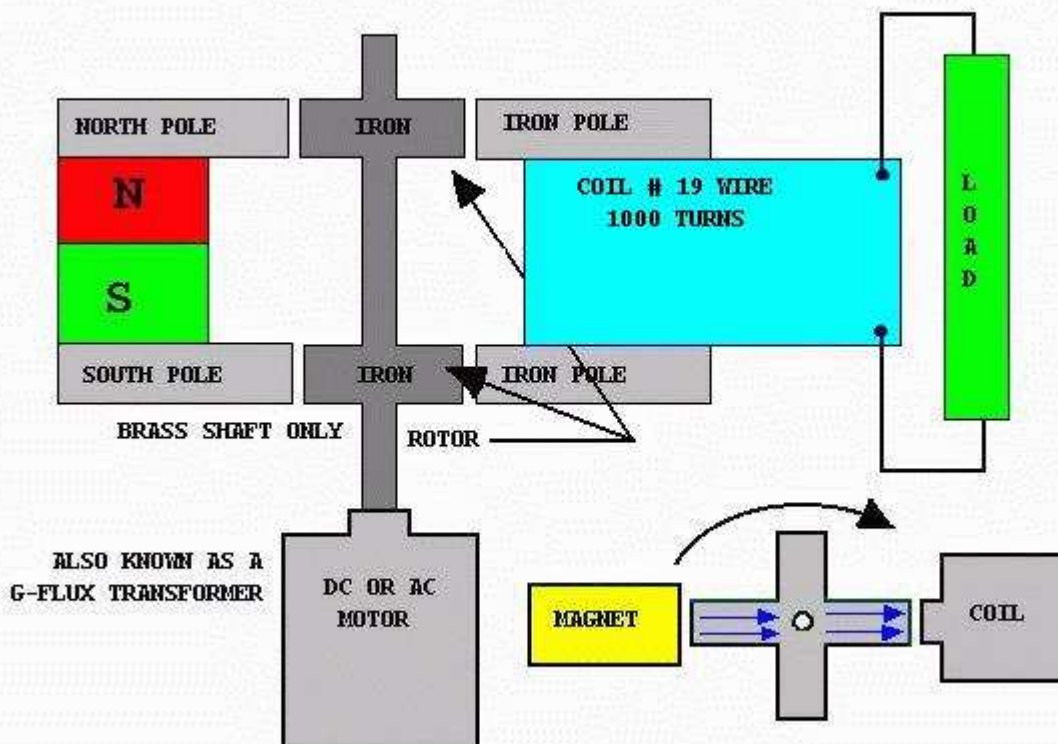 NORTH POLE
IRON
IRON POLE
N
COIL # 19 WIRE
1000 TURNS
LOAD
S
SOUTH POLE
IRON
IRON POLE
BRASS SHAFT ONLY
ROTOR
ALSO KNOWN AS A
G-FLUX TRANSFORMER
DC OR AC
MOTOR
MAGNET
COIL